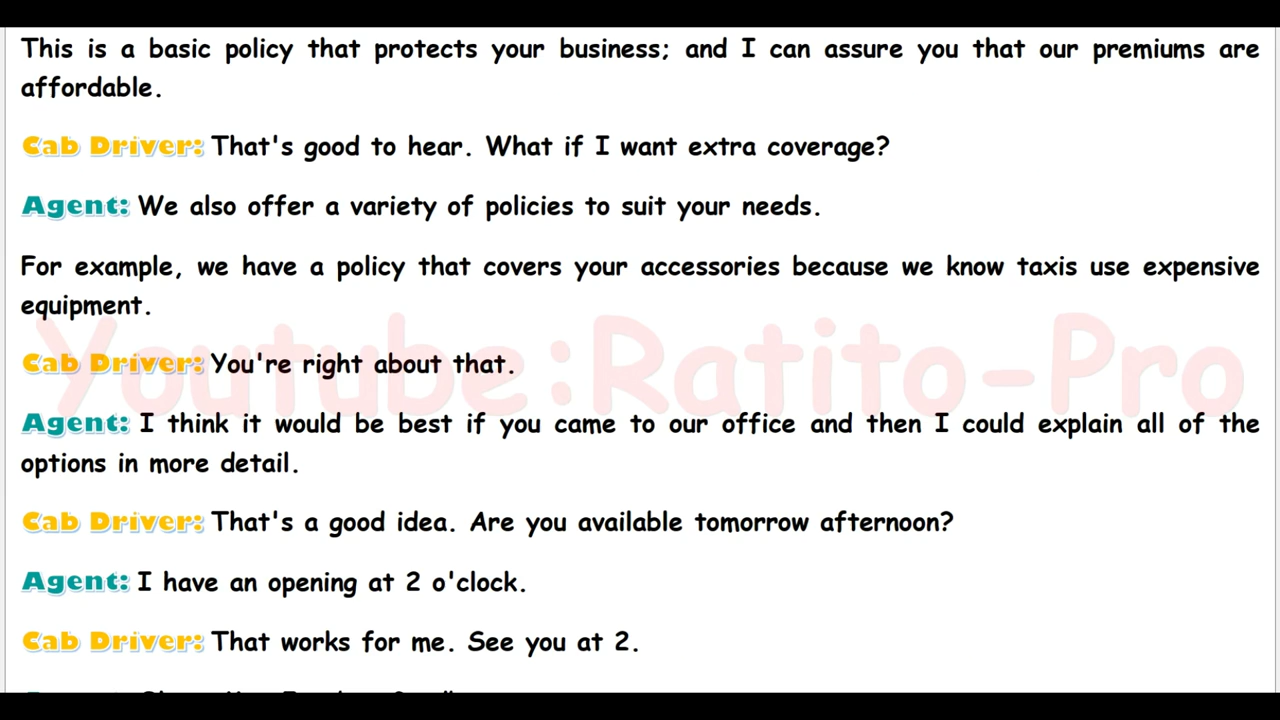 This is a basic policy that protects your business; and I can assure you that our premiums are
affordable.
Cab Driver: That's good to hear. What if I want extra coverage?
Agent: We also offer a variety of policies to suit your needs.
For example, we have a policy that covers your accessories because we know taxis use expensive
equipment.
Cab Driver: You're right about that.
Youtube:Ratito-Pro
Agent: I think it would be best if you came to our office and then I could explain all of the
options in more detail.
Cab Driver: That's a good idea. Are you available tomorrow afternoon?
Agent: I have an opening at 2 o'clock.
Cab Driver: That works for me. See you at 2.